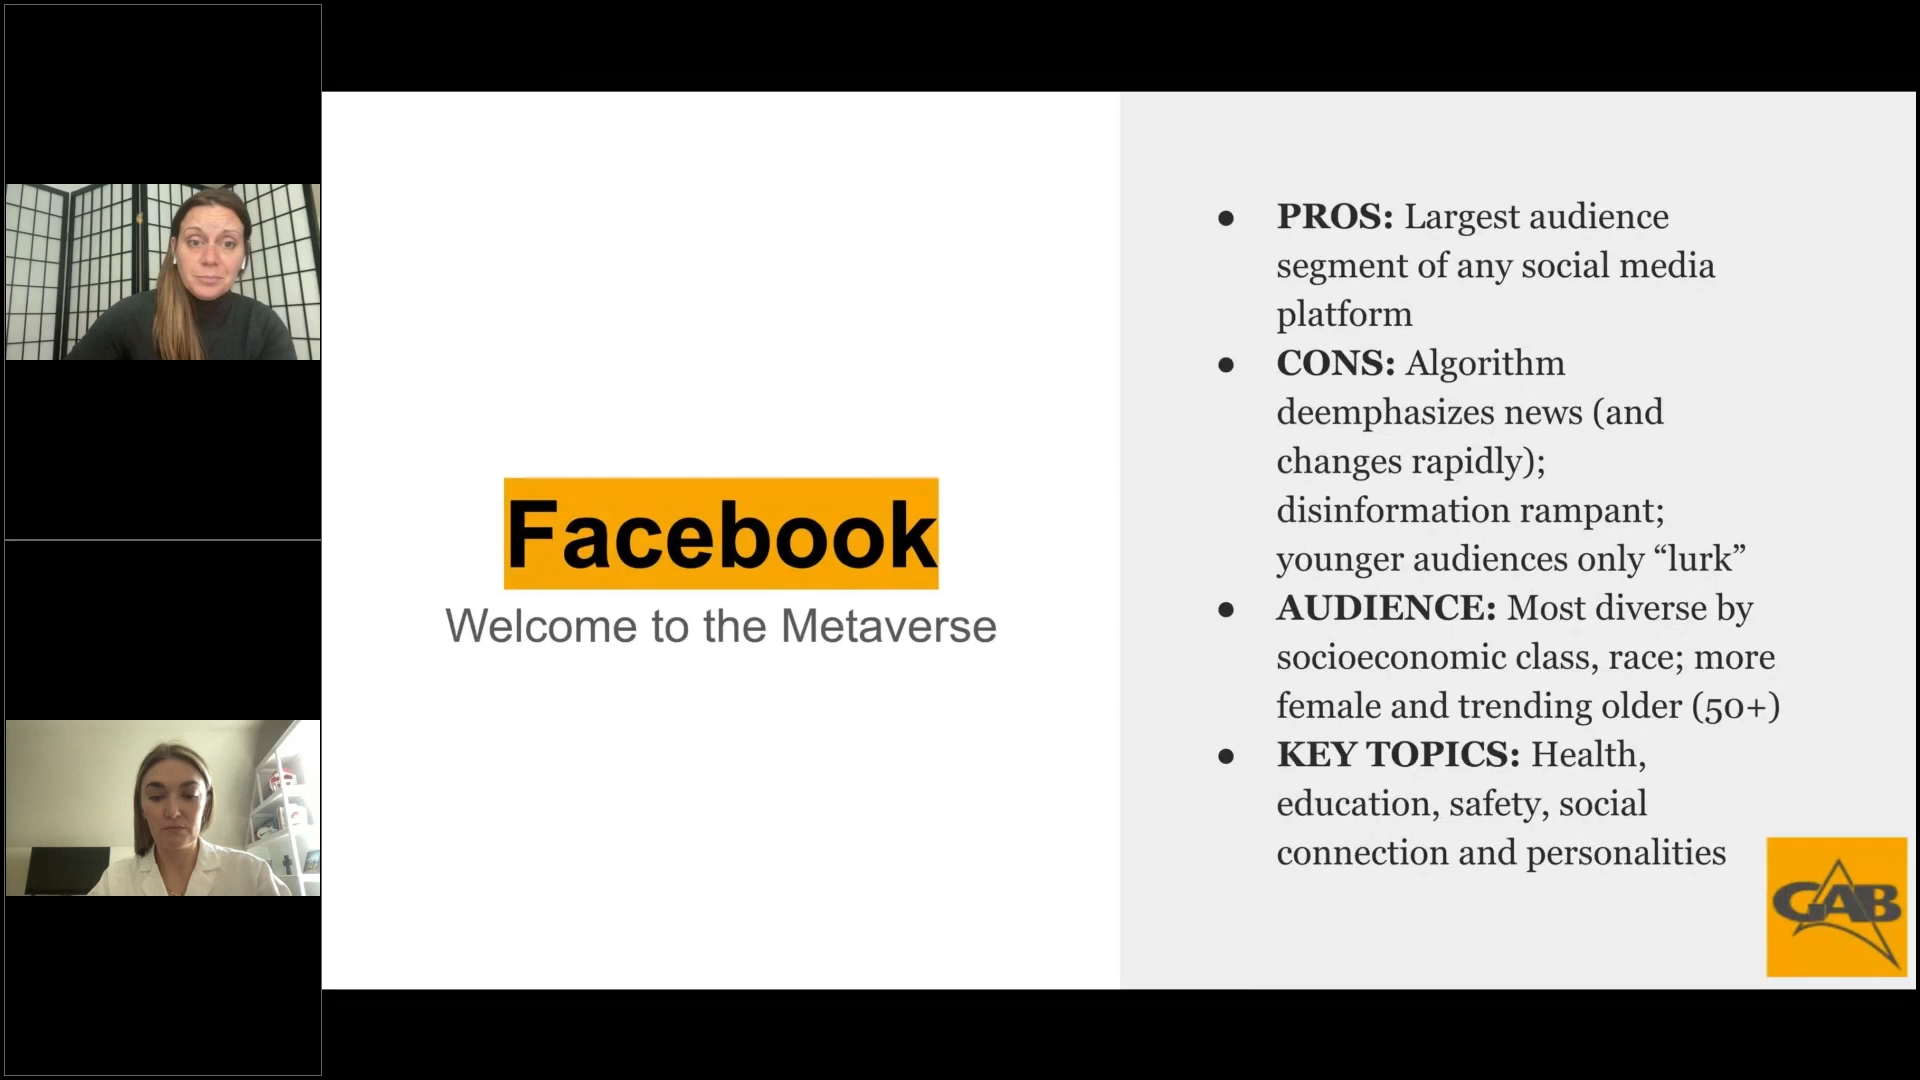 Facebook
Welcome to the Metaverse
● PROS: Largest audience
segment of any social media
platform
● CONS: Algorithm
deemphasizes news (and
changes rapidly);
disinformation rampant;
younger audiences only “lurk”
● AUDIENCE: Most diverse by
socioeconomic class, race; more
female and trending older (50+)
● KEY TOPICS: Health,
education, safety, social
connection and personalities
GAB